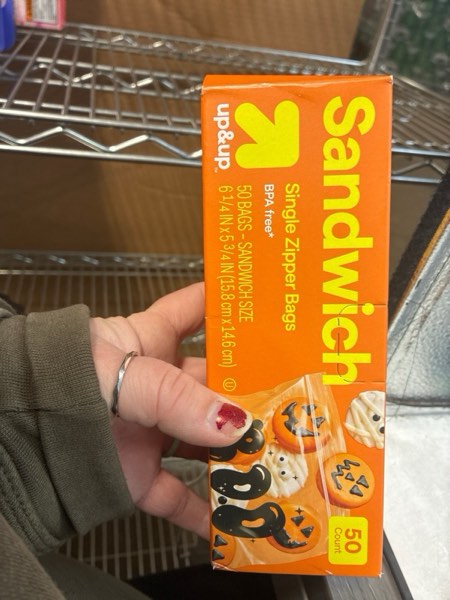 Sandwich
up&up
Single Zipper Bags
BPA free*
50 BAGS – SANDWICH SIZE
6 1/4 IN x 5 3/4 IN (15.8 cm x 14.6 cm)
50
Count